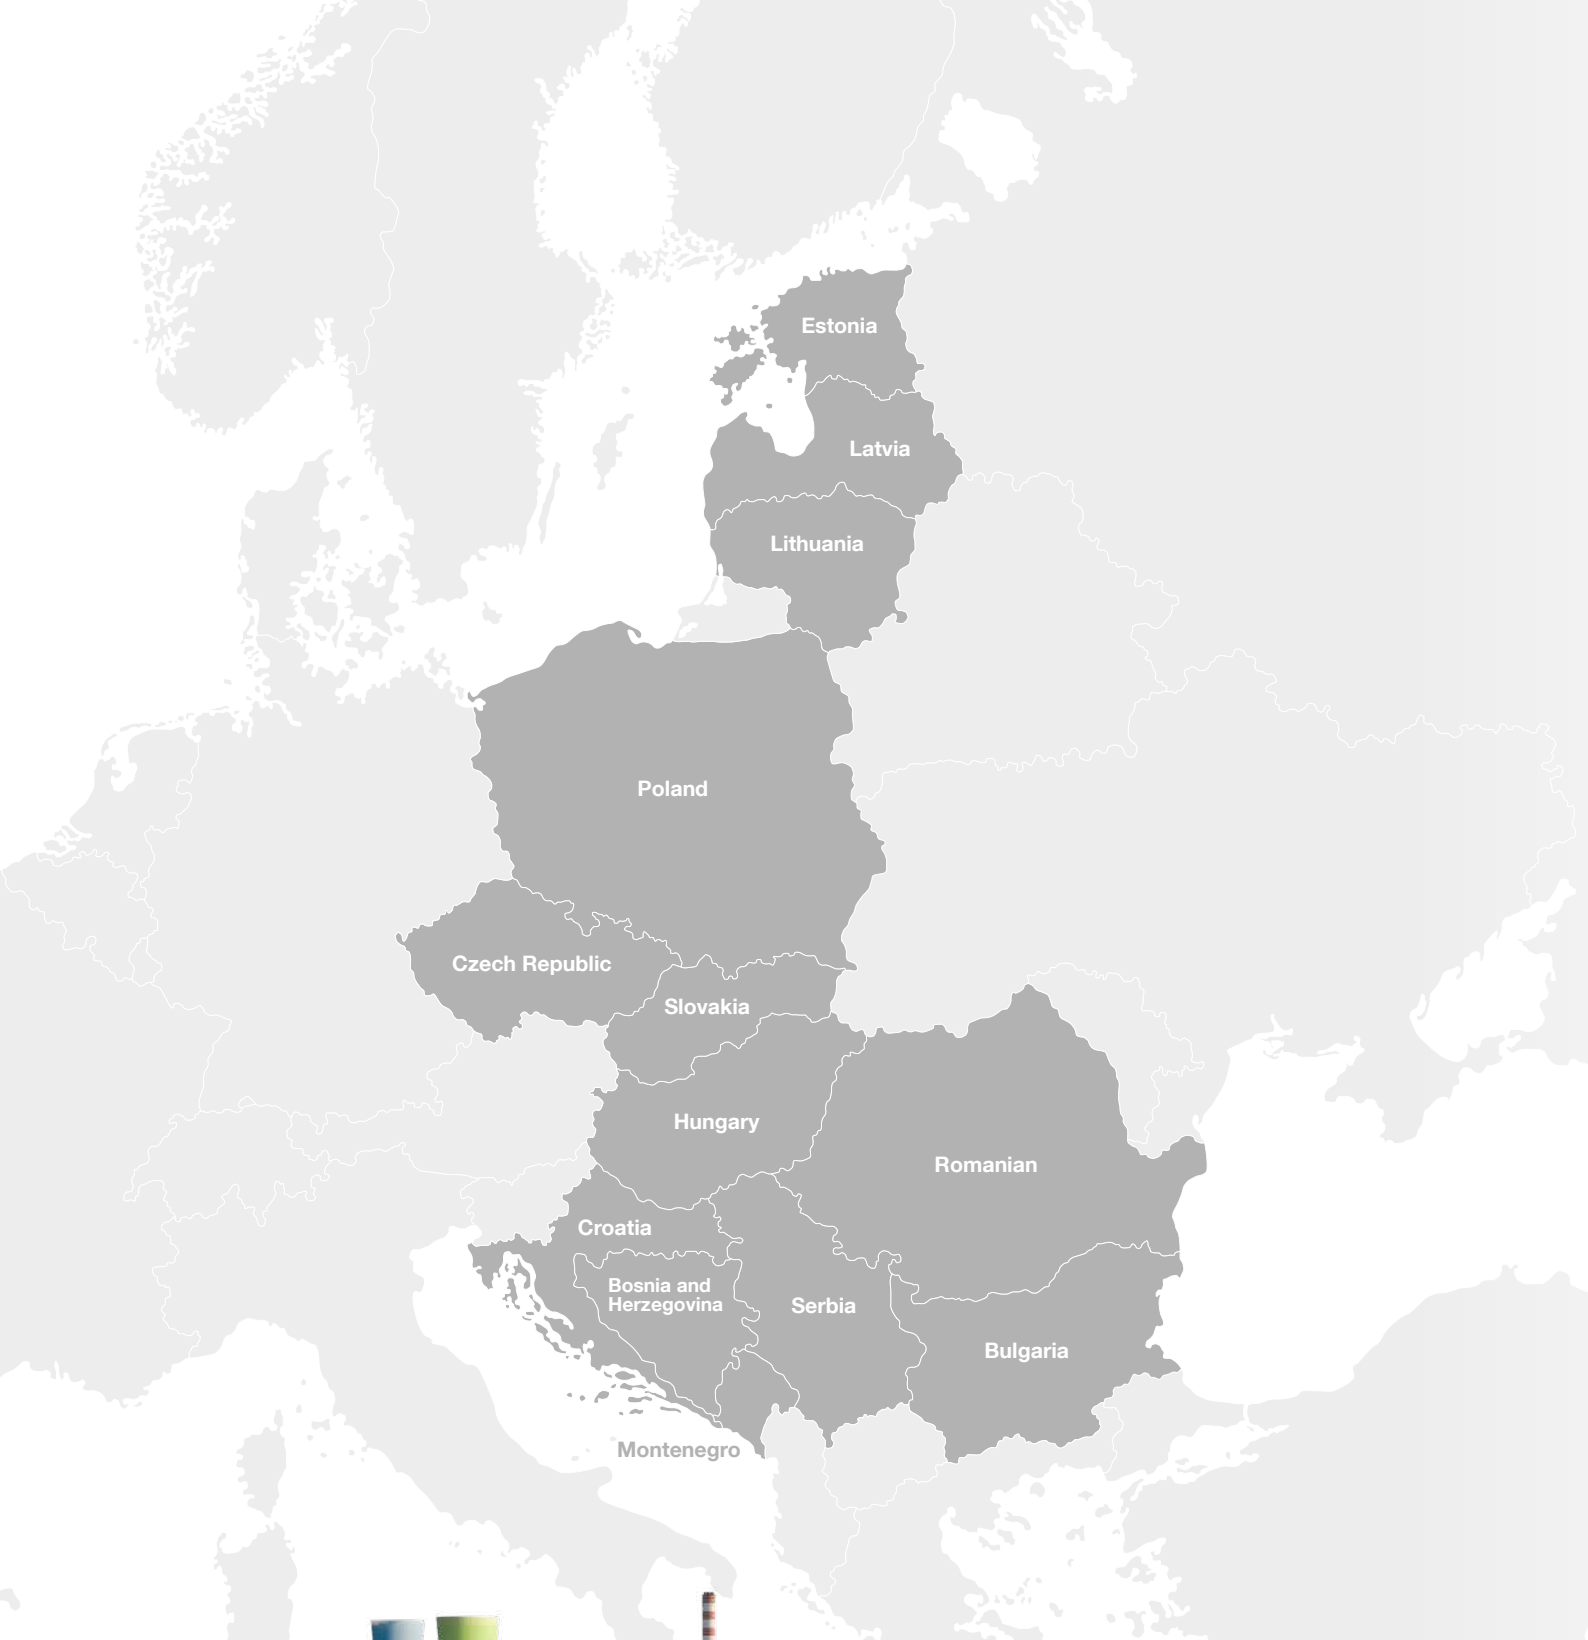 Estonia
Latvia
Lithuania
Poland
Czech Republic
Slovakia
Hungary
Romanian
Croatia
Bosnia and
Herzegovina
Serbia
Bulgaria
Montenegro